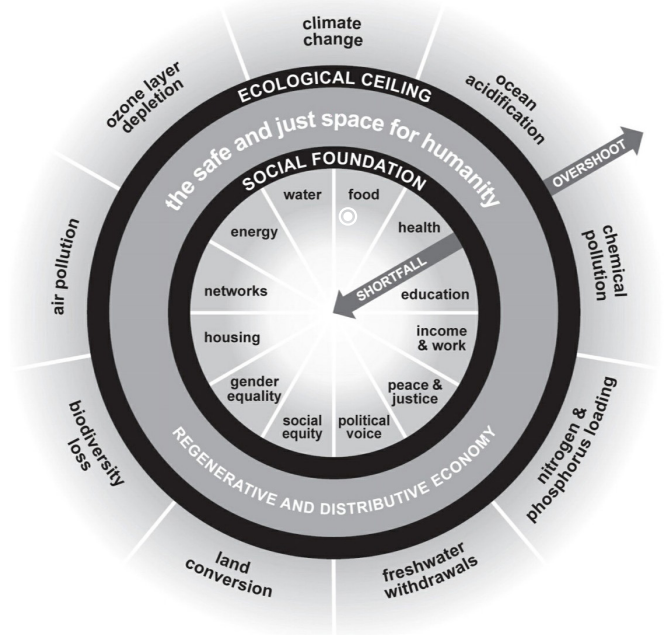 climate
change
ocean
acidification
OVERSHOOT
chemical
pollution
nitrogen &
phosphorus loading
freshwater
withdrawals
land
conversion
biodiversity
loss
air pollution
ozone layer
depletion
ECOLOGICAL CEILING
the safe and just space for humanity
SOCIAL FOUNDATION
water
food
health
SHORTFALL
education
income
& work
peace &
justice
political
voice
social
equity
gender
equality
housing
networks
energy
REGENERATIVE AND DISTRIBUTIVE ECONOMY